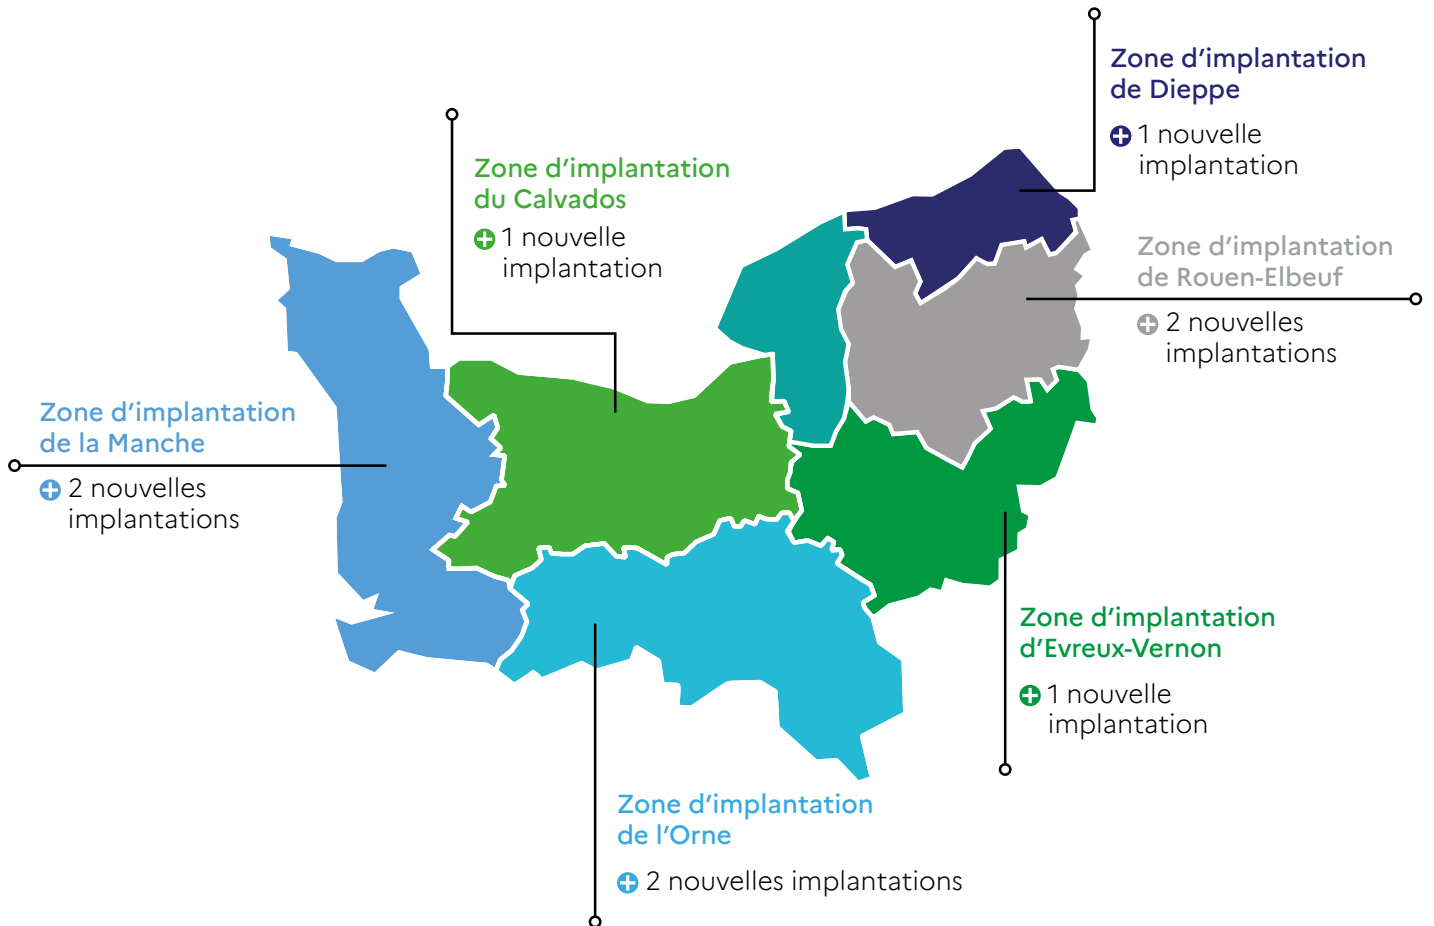 Zone d'implantation
de Dieppe
1 nouvelle
implantation
Zone d'implantation
du Calvados
1 nouvelle
implantation
Zone d'implantation
de Rouen-Elbeuf
2 nouvelles
implantations
Zone d'implantation
de la Manche
2 nouvelles
implantations
Zone d'implantation
d'Evreux-Vernon
1 nouvelle
implantation
Zone d'implantation
de l'Orne
2 nouvelles implantations